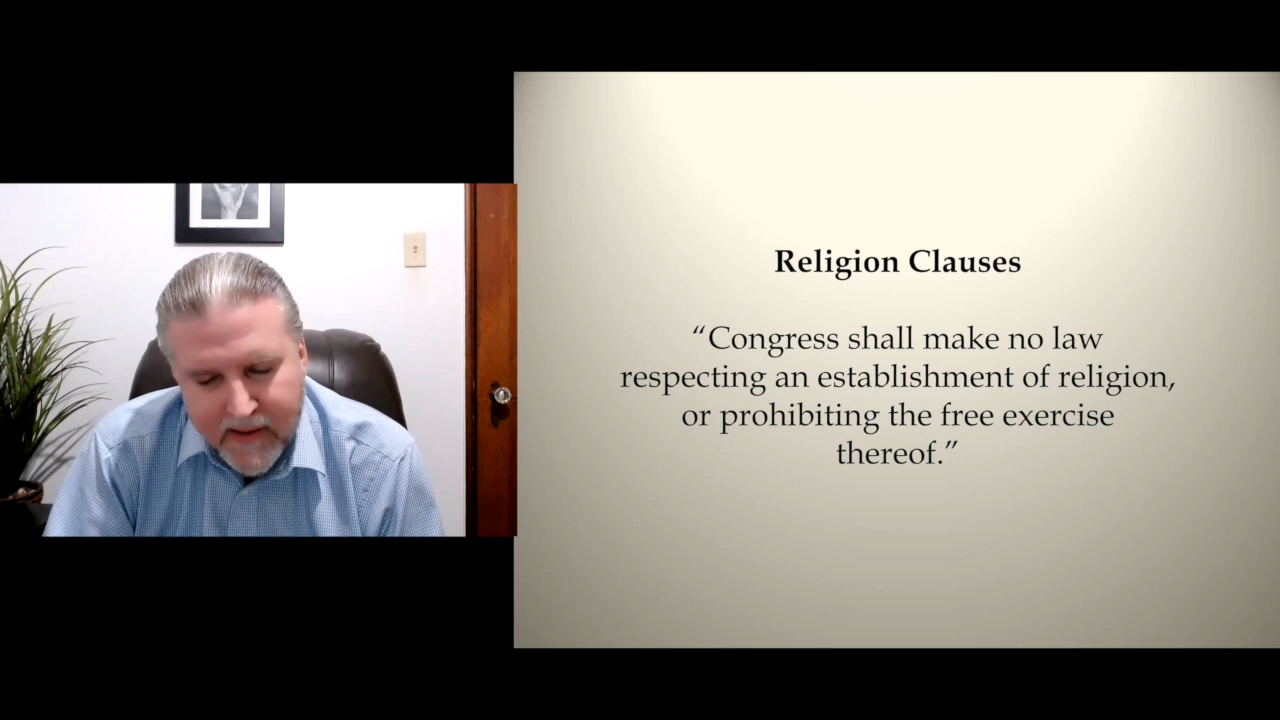 Religion Clauses
“Congress shall make no law
respecting an establishment of religion,
or prohibiting the free exercise
thereof.”